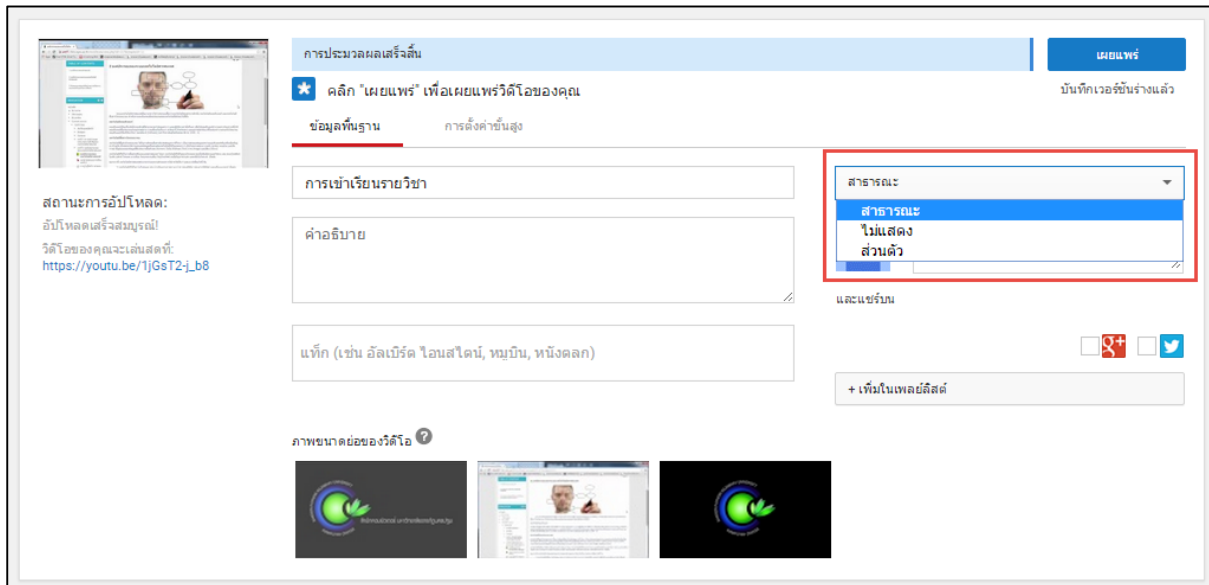 การประมวลผลเสร็จสิ้น
เผยแพร่
คลิก "เผยแพร่" เพื่อเผยแพร่วิดีโอของคุณ
บันทึกเวอร์ชันร่างแล้ว
ข้อมูลพื้นฐาน
การตั้งค่าขั้นสูง
การเข้าเรียนรายวิชา
สาธารณะ
สาธารณะ
ไม่แสดง
ส่วนตัว
สถานะการอัปโหลด:
อัปโหลดเสร็จสมบูรณ์!
วิดีโอของคุณจะเล่นสดที่:
https://youtu.be/1jGsT2-j_b8
คำอธิบาย
และแชร์บน
แท็ก (เช่น อัลเบิร์ต ไอนสไตน์, หมูบิน, หนังตลก)
g+
+ เพิ่มในเพลย์ลิสต์
ภาพขนาดย่อของวิดีโอ ?